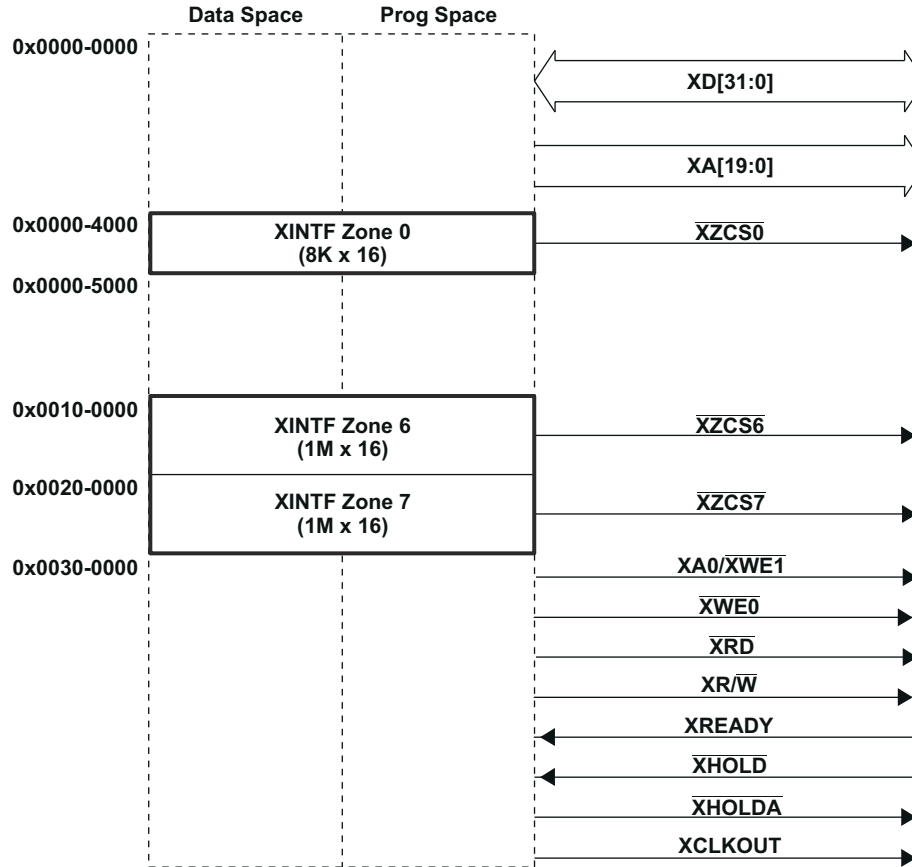 Data Space Prog Space
0x0000-0000
XD[31:0]
XA[19:0]
0x0000-4000
XINTF Zone 0
(8K x 16)
XZCS0
0x0000-5000
0x0010-0000
XINTF Zone 6
(1M x 16)
XZCS6
0x0020-0000
XINTF Zone 7
(1M x 16)
XZCS7
0x0030-0000
XA0/XWE1
XWE0
XRD
XR/W
XREADY
XHOLD
XHOLDA
XCLKOUT